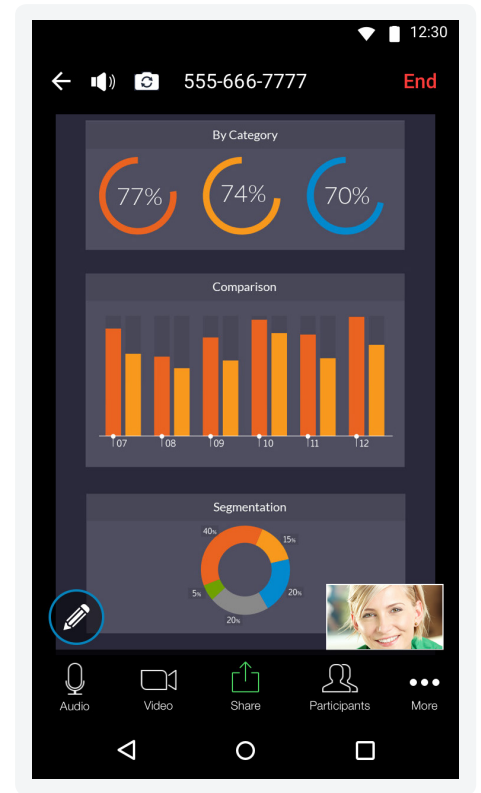 12:30
555-666-7777 End
By Category
77% 74% 70%
Comparison
07 08 09 10 11 12
Segmentation
40%
15%
5%
20%
20%
Audio Video Share Participants More